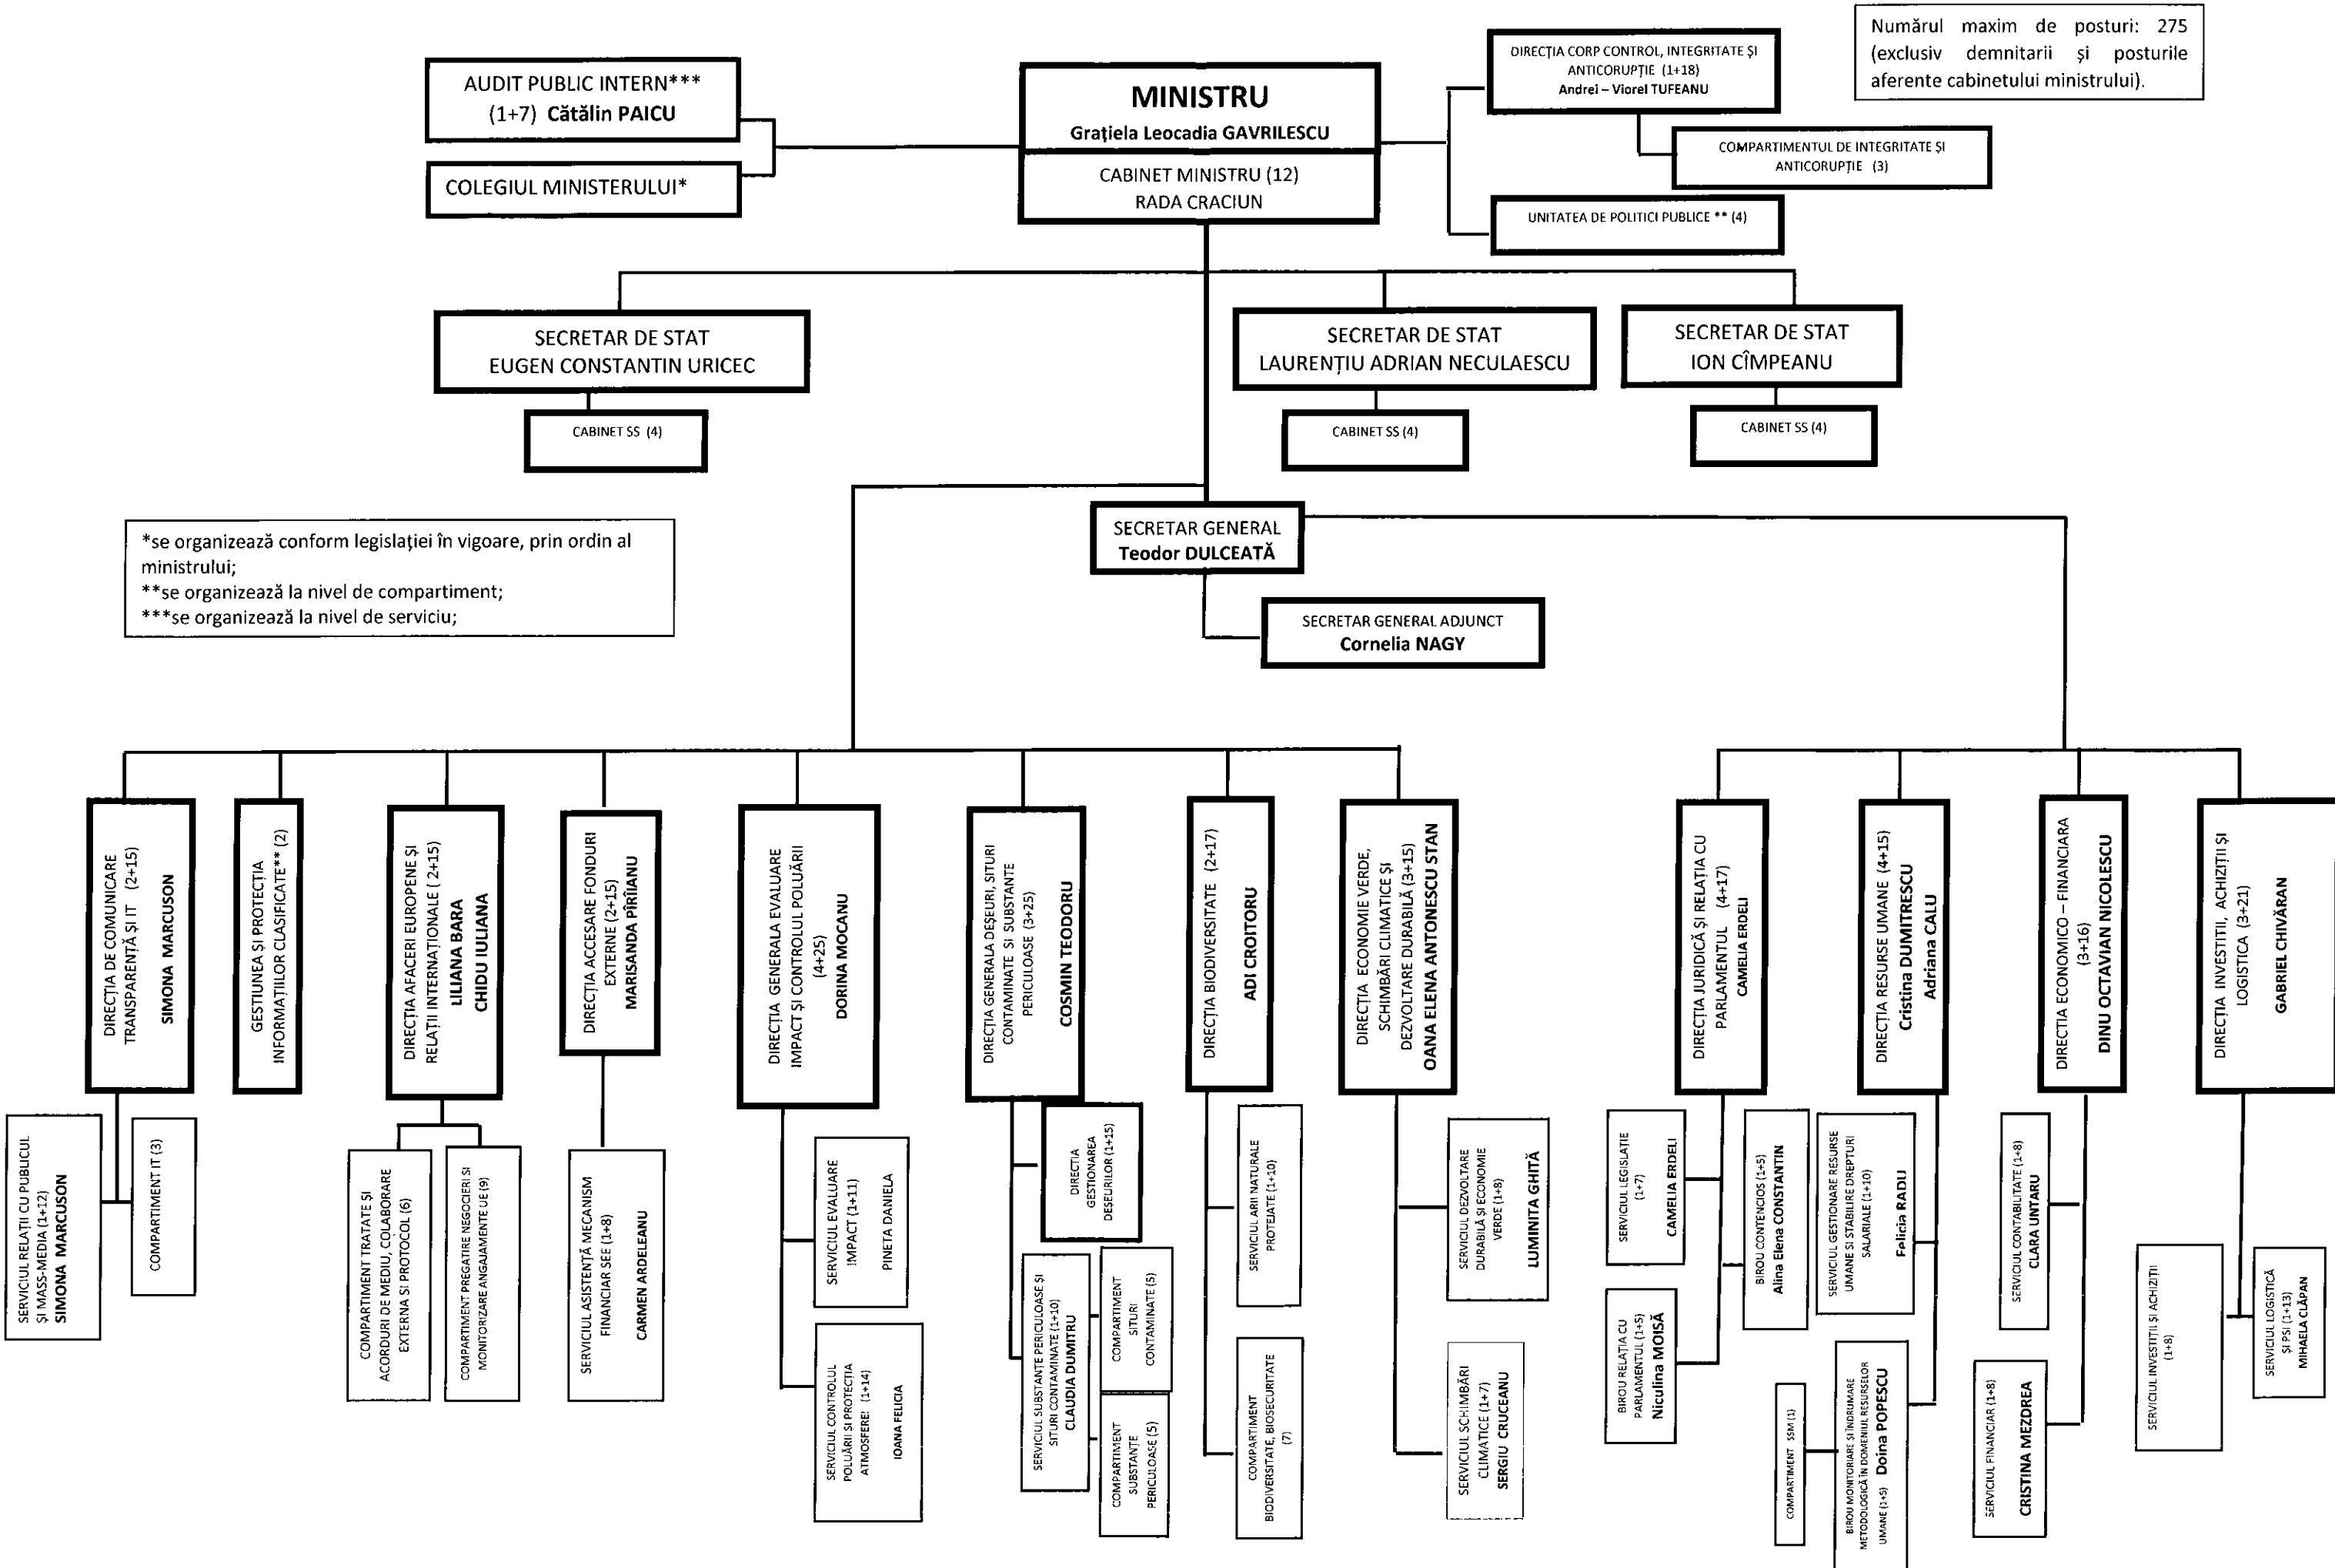 Numărul maxim de posturi: 275
(exclusiv demnitarii și posturile
aferente cabinetului ministrului).
AUDIT PUBLIC INTERN***
(1+7) Cătălin PAICU
COLEGIUL MINISTERULUI*
MINISTRU
Grațiela Leocadia GAVRILESCU
CABINET MINISTRU (12)
RADA CRACIUN
DIRECȚIA CORP CONTROL, INTEGRITATE ȘI
ANTICORUPȚIE (1+18)
Andrei – Viorel TUFEANU
COMPARTIMENTUL DE INTEGRITATE ȘI
ANTICORUPȚIE (3)
UNITATEA DE POLITICI PUBLICE ** (4)
SECRETAR DE STAT
EUGEN CONSTANTIN URICEC
CABINET SS (4)
SECRETAR DE STAT
LAURENȚIU ADRIAN NECULAESCU
CABINET SS (4)
SECRETAR DE STAT
ION CÎMPEANU
CABINET SS (4)
*se organizează conform legislației în vigoare, prin ordin al
ministrului;
**se organizează la nivel de compartiment;
***se organizează la nivel de serviciu;
SECRETAR GENERAL
Teodor DULCEATĂ
SECRETAR GENERAL ADJUNCT
Cornelia NAGY
DIRECȚIA DE COMUNICARE
TRANSPARENȚĂ ȘI IT (2+15)
SIMONA MARCUSON
GESTIUNEA ȘI PROTECȚIA
INFORMATIILOR CLASIFICATE** (2)
DIRECȚIA AFACERI EUROPENE ȘI
RELAȚII INTERNAȚIONALE ( 2+15)
LILIANA BARA
CHIDU IULIANA
DIRECȚIA ACCESARE FONDURI
EXTERNE (2+15)
MARISANDA PÎRÎIANU
DIRECȚIA GENERALA EVALUARE
IMPACT ȘI CONTROLUL POLUĂRII
(4+25)
DORINA MOCANU
DIRECȚIA GENERALA DEȘEURI, SITURI
CONTAMINATE SI SUBSTANTE
PERICULOASE (3+25)
COSMIN TEODORU
DIRECȚIA BIODIVERSITATE (2+17)
ADI CROITORU
DIRECȚIA ECONOMIE VERDE,
SCHIMBĂRI CLIMATICE ȘI
DEZVOLTARE DURABILĂ (3+15)
OANA ELENA ANTONESCU STAN
DIRECȚIA JURIDICĂ ȘI RELAȚIA CU
PARLAMENTUL (4+17)
CAMELIA ERDELI
DIRECȚIA RESURSE UMANE (4+15)
Cristina DUMITRESCU
Adriana CALU
DIRECTIA ECONOMICO – FINANCIARA
(3+16)
DINU OCTAVIAN NICOLESCU
DIRECȚIA INVESTITII, ACHIZIȚII ȘI
LOGISTICA (3+21)
GABRIEL CHIVĂRAN
SERVICIUL RELAȚII CU PUBLICUL
ȘI MASS-MEDIA (1+12)
SIMONA MARCUSON
COMPARTIMENT IT (3)
COMPARTIMENT TRATATE ȘI
ACORDURI DE MEDIU, COLABORARE
EXTERNA SI PROTOCOL (6)
COMPARTIMENT PREGATIRE NEGOCIERI SI
MONITORIZARE ANGAJAMENTE UE (9)
SERVICIUL ASISTENȚĂ MECANISM
FINANCIAR SEE (1+8)
CARMEN ARDELEANU
SERVICIUL EVALUARE
IMPACT (1+11)
PINETA DANIELA
SERVICIUL CONTROLUL
POLUĂRII SI PROTECȚIA
ATMOSFEREI (1+14)
IOANA FELICIA
DIRECTIA
GESTIONAREA
DESEURILOR (1+15)
SERVICIUL SUBSTANTE PERICULOASE ȘI
SITURI CONTAMINATE (1+10)
CLAUDIA DUMITRU
COMPARTIMENT
SITURI
CONTAMINATE (5)
COMPARTIMENT
SUBSTANȚE
PERICULOASE (5)
SERVICIUL ARII NATURALE
PROTEJATE (1+10)
COMPARTIMENT
BIODIVERSITATE, BIOSECURITATE
(7)
SERVICIUL DEZVOLTARE
DURABILĂ ȘI ECONOMIE
VERDE (1+8)
LUMINITA GHITĂ
SERVICIUL SCHIMBĂRI
CLIMATICE (1+7)
SERGIU CRUCEANU
SERVICIUL LEGISLAȚIE
(1+7)
CAMELIA ERDELI
BIROU CONTENCIOS (1+5)
Alina Elena CONSTANTIN
BIROU RELAȚIA CU
PARLAMENTUL (1+5)
Niculina MOISĂ
SERVICIUL GESTIONARE RESURSE
UMANE SI STABILIRE DREPTURI
SALARIALE (1+10)
Felicia RADU
COMPARTIMENT SSM (1)
BIROU MONITORIARE ȘI ÎNDRUMARE
METODOLOGICĂ ÎN DOMENIUL RESURSELOR
UMANE (1+5) Doina POPESCU
SERVICIUL CONTABILITATE (1+8)
CLARA UNTARU
SERVICIUL FINANCIAR (1+8)
CRISTINA MEZDREA
SERVICIUL INVESTIȚII ȘI ACHIZIȚII
(1+8)
SERVICIUL LOGISTICĂ
ȘI PSI (1+13)
MIHAELA CLĂPAN